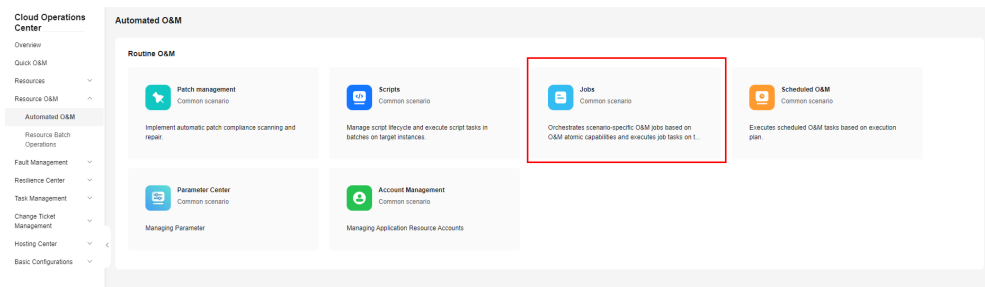 Cloud Operations
Center
Overview
Quick O&M
Resources
Resource O&M
Automated O&M
Resource Batch
Operations
Fault Management
Resilience Center
Task Management
Change Ticket
Management
Hosting Center
Basic Configurations
Automated O&M
Routine O&M
Patch management
Common scenario
Implement automatic patch compliance scanning and
repair.
Scripts
Common scenario
Manage script lifecycle and execute script tasks in
batches on target instances.
Jobs
Common scenario
Orchestrates scenario-specific O&M jobs based on
O&M atomic capabilities and executes job tasks on t...
Scheduled O&M
Common scenario
Executes scheduled O&M tasks based on execution
plan.
Parameter Center
Common scenario
Managing Parameter
Account Management
Common scenario
Managing Application Resource Accounts